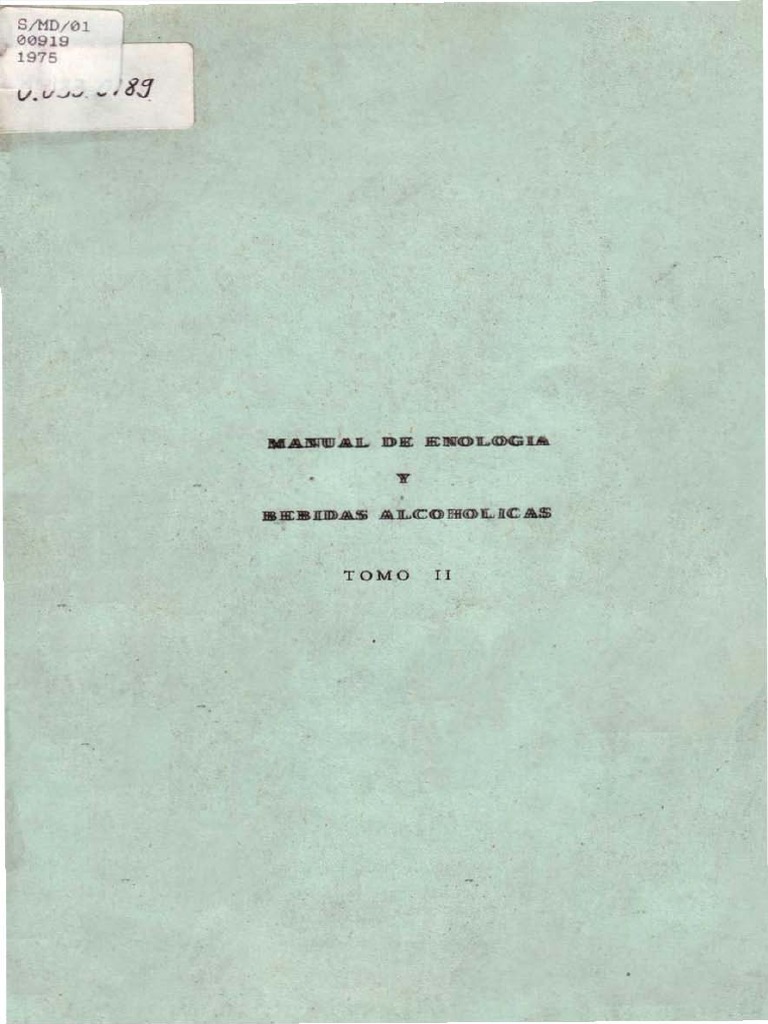 S/MD/01
00919
1975
MANUAL DE ENOLOGIA
Y
BEBIDAS ALCOHOLICAS
TOMO II